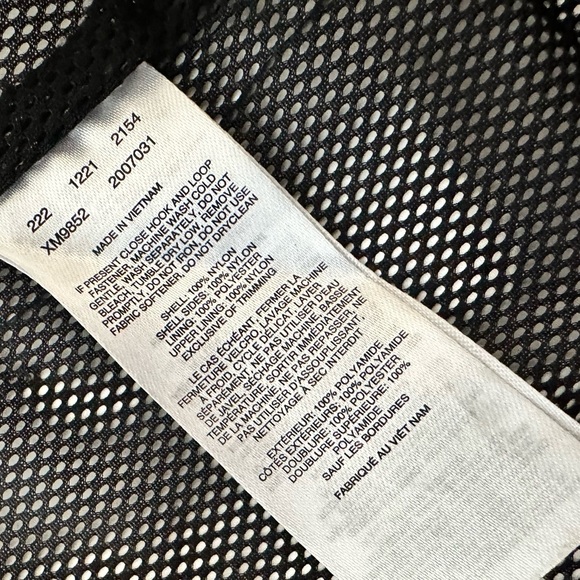 222 1221 2154
XM9852 2007031
MADE IN VIETNAM
IF PRESENT CLOSE HOOK AND LOOP
FASTENER MACHINE WASH COLD
GENTLE, WASH SEPARATELY DO NOT
BLEACH, TUMBLE DRY LOW, REMOVE
PROMPTLY DO NOT IRON DO NOT USE
FABRIC SOFTENER DO NOT DRYCLEAN
SHELL: 100% NYLON
SHELL SIDES: 100% NYLON
LINING: 100% POLYESTER
UPPER LINING: 100% NYLON
EXCLUSIVE OF TRIMMING
LE CAS ÉCHÉANT, FERMER LA
FERMETURE VELCRO, LAVAGE MACHINE
À FROID, CYCLE DELICAT, LAVER
SÉPARÉMENT NE PAS UTILISER D'EAU
DE JAVEL, SÉCHAGE MACHINE, BASSE
TEMPÉRATURE, SORTIR IMMÉDIATEMENT
DE LA MACHINE, NE PAS REPASSER, NE
PAS UTILISER D'ADOUCISSANT
NETTOYAGE À SEC INTERDIT
EXTÉRIEUR: 100% POLYAMIDE
CÔTÉS EXTÉRIEURS: 100% POLYAMIDE
DOUBLURE: 100% POLYESTER
DOUBLURE SUPÉRIEURE: 100%
POLYAMIDE
SAUF LES BORDURES
FABRIQUÉ AU VIÊT NAM